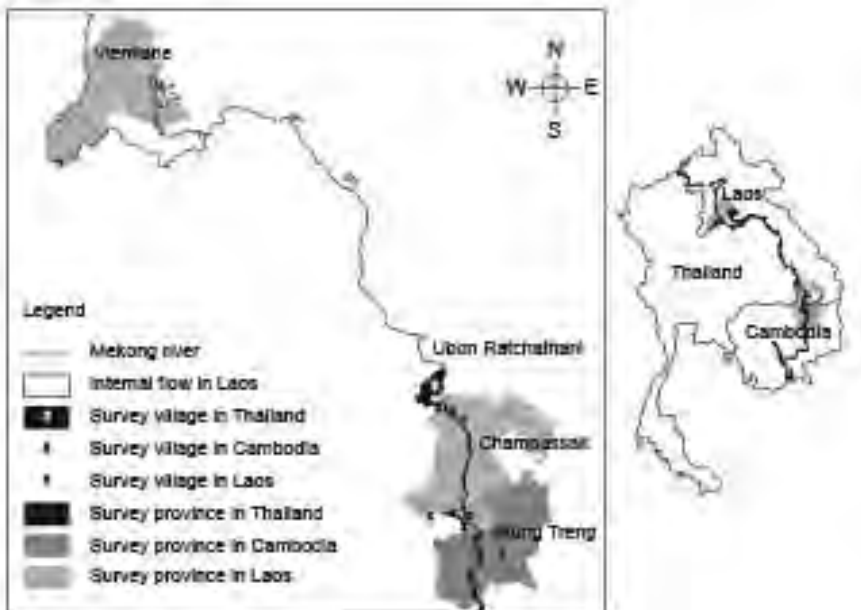 Vientiane
N
W E
S
Laos
Thailand
Cambodia
Legend
Mekong river
Internal flow in Laos
Survey village in Thailand
Survey village in Cambodia
Survey village in Laos
Survey province in Thailand
Survey province in Cambodia
Survey province in Laos
Ubon Ratchathani
Champassak
Treng